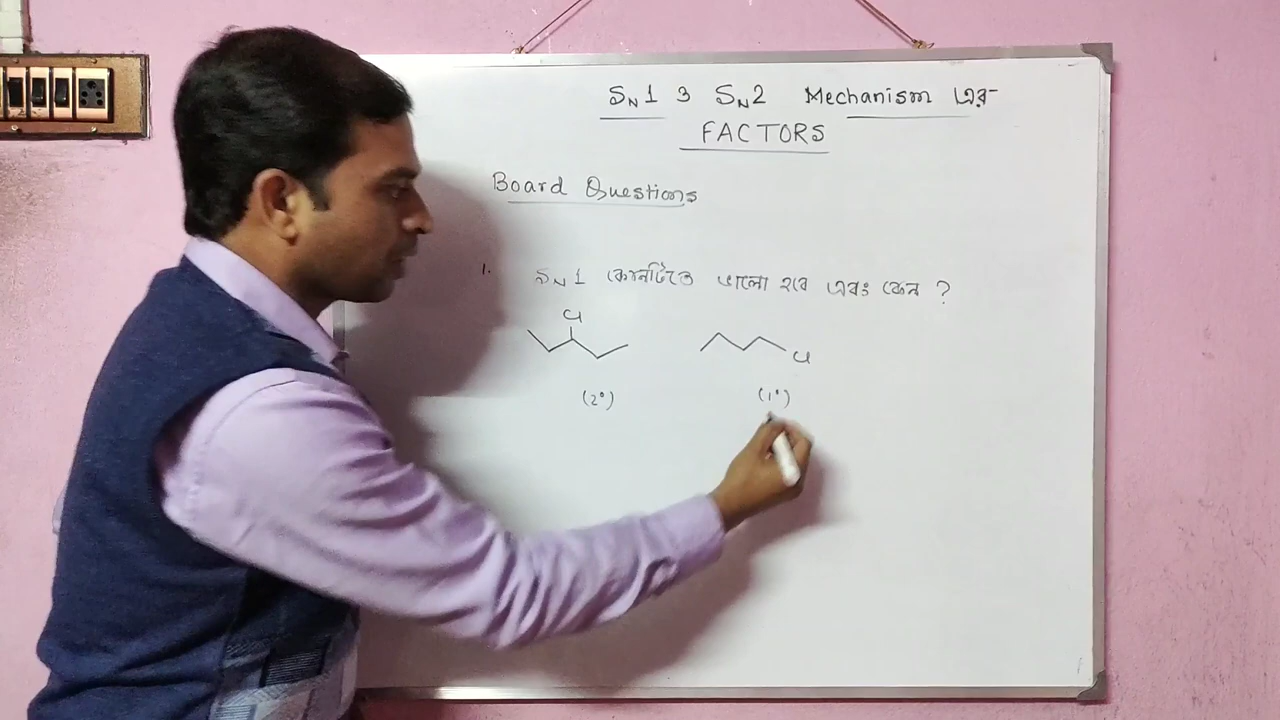 SN1 ও SN2 Mechanism এর
FACTORS
Board Questions
1. SN1 কোনটিতে ভালো হবে এবং কেন ?
Cl
Cl
(2°) (1°)